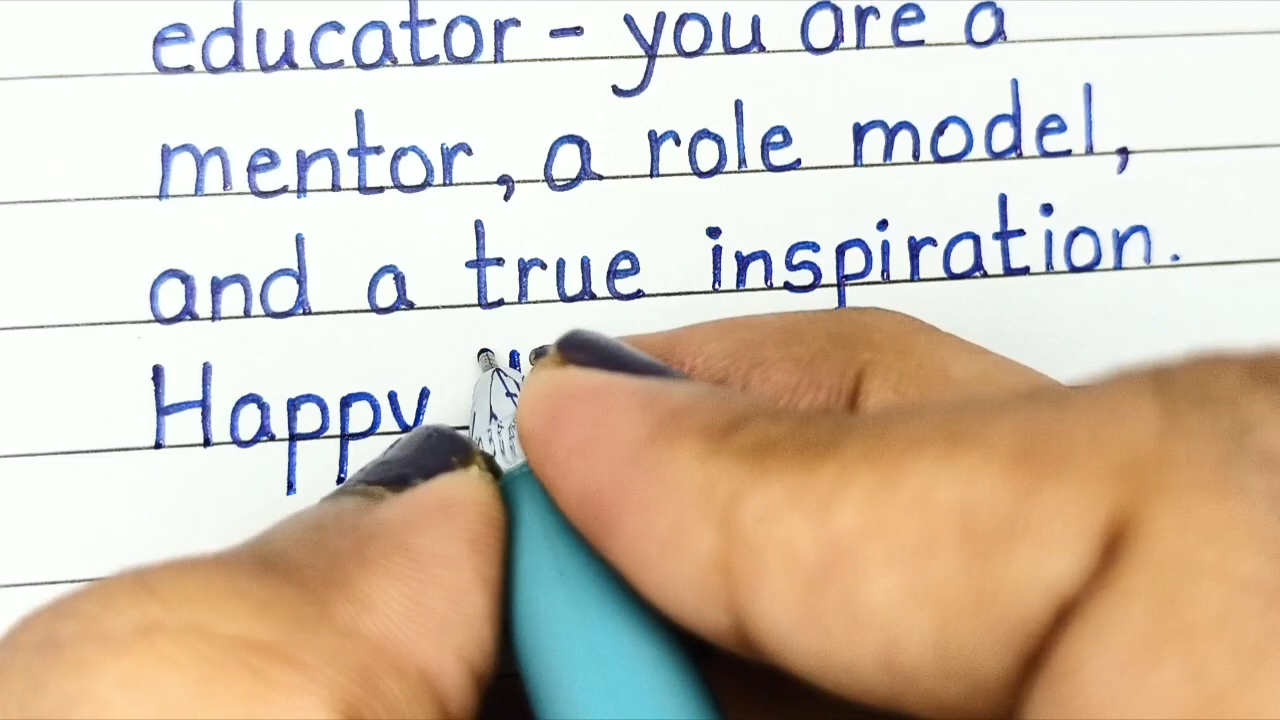 educator - you are a
mentor, a role model,
and a true inspiration.
Happy